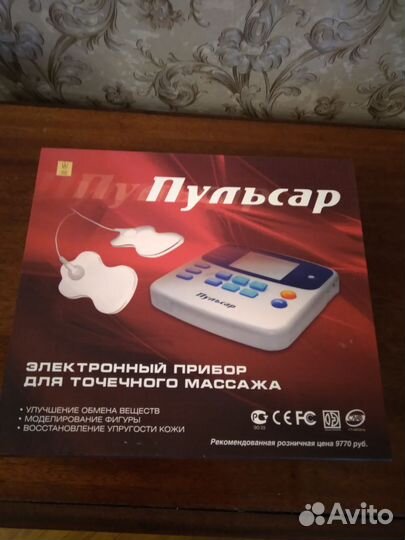 Пульсар
Пульсар
ЭЛЕКТРОННЫЙ ПРИБОР
ДЛЯ ТОЧЕЧНОГО МАССАЖА
• УЛУЧШЕНИЕ ОБМЕНА ВЕЩЕСТВ
• МОДЕЛИРОВАНИЕ ФИГУРЫ
• ВОССТАНОВЛЕНИЕ УПРУГОСТИ КОЖИ
CE FC
Рекомендованная розничная цена 9770 руб.
Avito